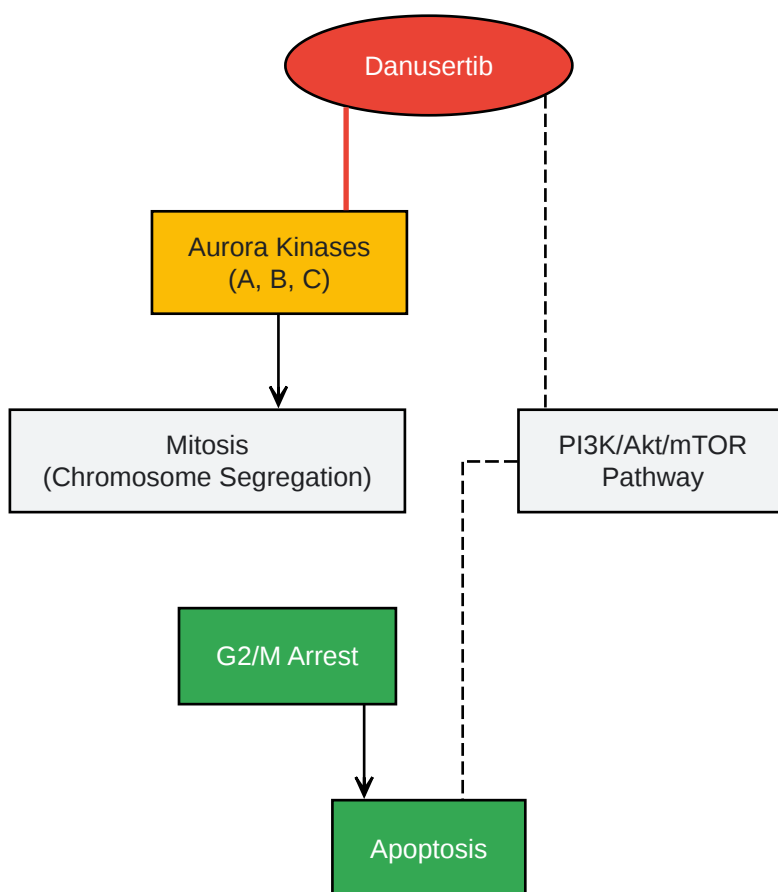 Danusertib
Aurora Kinases
(A, B, C)
Mitosis
(Chromosome Segregation)
PI3K/Akt/mTOR
Pathway
G2/M Arrest
Apoptosis